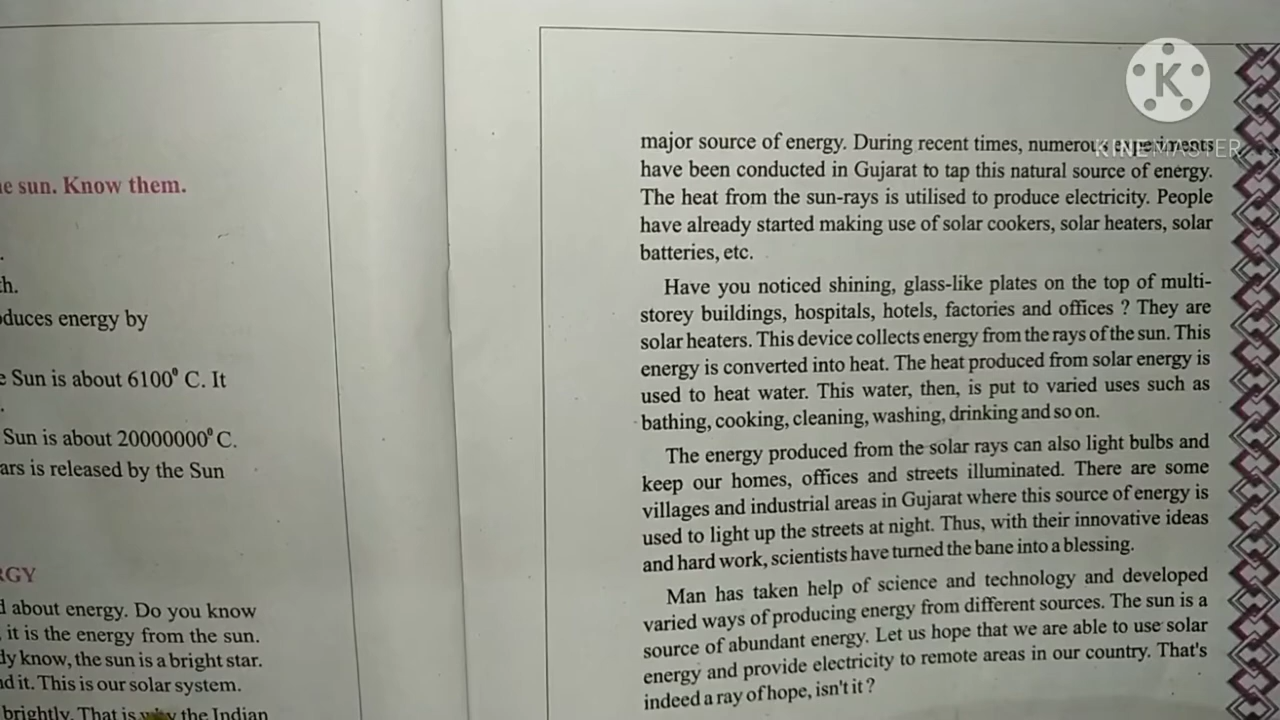 e sun. Know them.
.
h.
duces energy by
e Sun is about 6100⁰ C. It
.
Sun is about 20000000⁰ C.
ars is released by the Sun
RGY
d about energy. Do you know
, it is the energy from the sun.
dy know, the sun is a bright star.
nd it. This is our solar system.
brightly. That is why the Indian
major source of energy. During recent times, numerous experiments
have been conducted in Gujarat to tap this natural source of energy.
The heat from the sun-rays is utilised to produce electricity. People
have already started making use of solar cookers, solar heaters, solar
batteries, etc.
Have you noticed shining, glass-like plates on the top of multi-
storey buildings, hospitals, hotels, factories and offices ? They are
solar heaters. This device collects energy from the rays of the sun. This
energy is converted into heat. The heat produced from solar energy is
used to heat water. This water, then, is put to varied uses such as
bathing, cooking, cleaning, washing, drinking and so on.
The energy produced from the solar rays can also light bulbs and
keep our homes, offices and streets illuminated. There are some
villages and industrial areas in Gujarat where this source of energy is
used to light up the streets at night. Thus, with their innovative ideas
and hard work, scientists have turned the bane into a blessing.
Man has taken help of science and technology and developed
varied ways of producing energy from different sources. The sun is a
source of abundant energy. Let us hope that we are able to use solar
energy and provide electricity to remote areas in our country. That's
indeed a ray of hope, isn't it ?
K
KINEMASTER